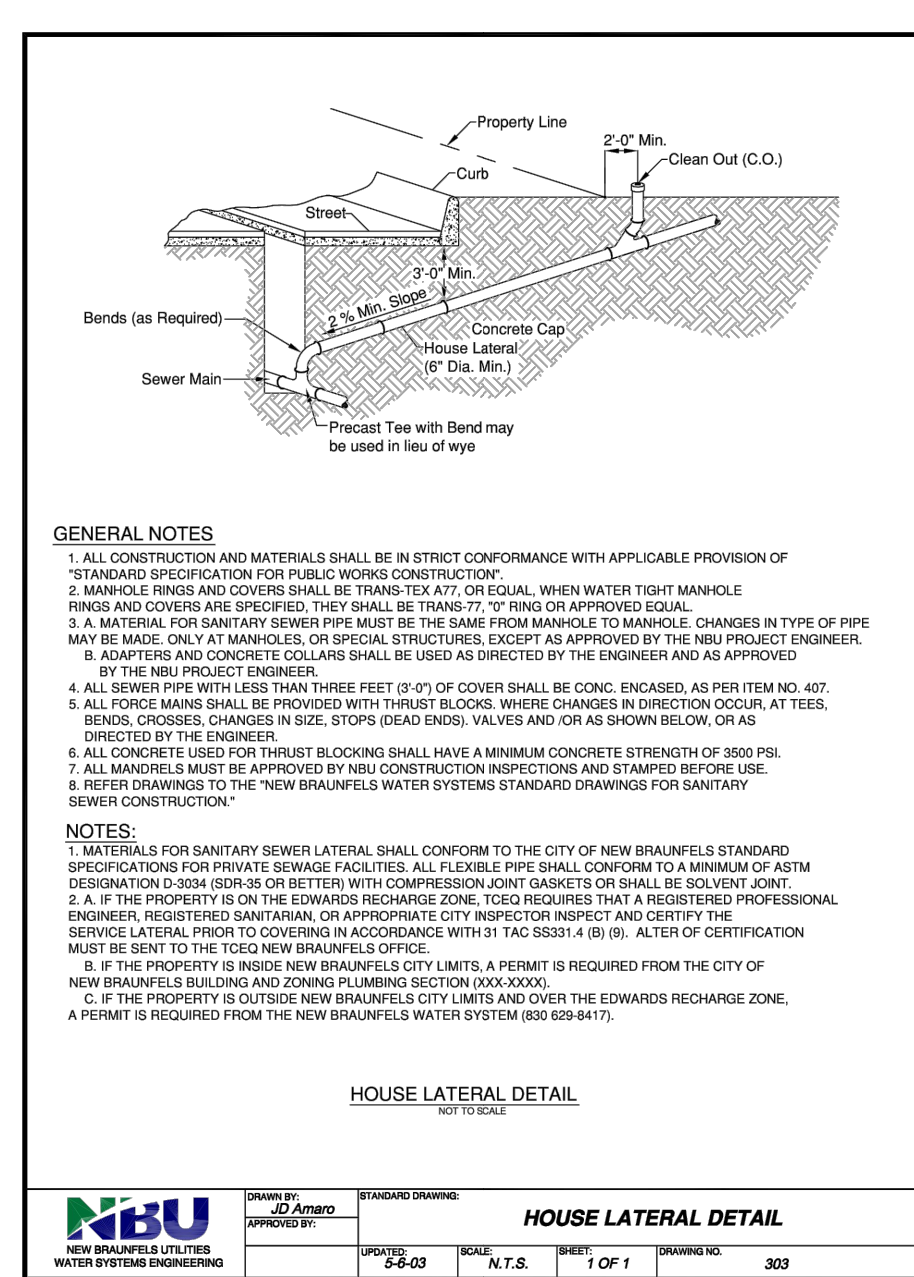 Property Line
2'-0" Min.
Clean Out (C.O.)
Curb
Street
3'-0" Min.
2 % Min. Slope
Bends (as Required)
Concrete Cap
House Lateral
(6" Dia. Min.)
Sewer Main
Precast Tee with Bend may
be used in lieu of wye
GENERAL NOTES
1. ALL CONSTRUCTION AND MATERIALS SHALL BE IN STRICT CONFORMANCE WITH APPLICABLE PROVISION OF
"STANDARD SPECIFICATION FOR PUBLIC WORKS CONSTRUCTION".
2. MANHOLE RINGS AND COVERS SHALL BE TRANS-TEX A77, OR EQUAL, WHEN WATER TIGHT MANHOLE
RINGS AND COVERS ARE SPECIFIED, THEY SHALL BE TRANS-77, "0" RING OR APPROVED EQUAL.
3. A. MATERIAL FOR SANITARY SEWER PIPE MUST BE THE SAME FROM MANHOLE TO MANHOLE. CHANGES IN TYPE OF PIPE
MAY BE MADE. ONLY AT MANHOLES, OR SPECIAL STRUCTURES, EXCEPT AS APPROVED BY THE NBU PROJECT ENGINEER.
B. ADAPTERS AND CONCRETE COLLARS SHALL BE USED AS DIRECTED BY THE ENGINEER AND AS APPROVED
BY THE NBU PROJECT ENGINEER.
4. ALL SEWER PIPE WITH LESS THAN THREE FEET (3'-0") OF COVER SHALL BE CONC. ENCASED, AS PER ITEM NO. 407.
5. ALL FORCE MAINS SHALL BE PROVIDED WITH THRUST BLOCKS. WHERE CHANGES IN DIRECTION OCCUR, AT TEES,
BENDS, CROSSES, CHANGES IN SIZE, STOPS (DEAD ENDS). VALVES AND /OR AS SHOWN BELOW, OR AS
DIRECTED BY THE ENGINEER.
6. ALL CONCRETE USED FOR THRUST BLOCKING SHALL HAVE A MINIMUM CONCRETE STRENGTH OF 3500 PSI.
7. ALL MANDRELS MUST BE APPROVED BY NBU CONSTRUCTION INSPECTIONS AND STAMPED BEFORE USE.
8. REFER DRAWINGS TO THE "NEW BRAUNFELS WATER SYSTEMS STANDARD DRAWINGS FOR SANITARY
SEWER CONSTRUCTION."
NOTES:
1. MATERIALS FOR SANITARY SEWER LATERAL SHALL CONFORM TO THE CITY OF NEW BRAUNFELS STANDARD
SPECIFICATIONS FOR PRIVATE SEWAGE FACILITIES. ALL FLEXIBLE PIPE SHALL CONFORM TO A MINIMUM OF ASTM
DESIGNATION D-3034 (SDR-35 OR BETTER) WITH COMPRESSION JOINT GASKETS OR SHALL BE SOLVENT JOINT.
2. A. IF THE PROPERTY IS ON THE EDWARDS RECHARGE ZONE, TCEQ REQUIRES THAT A REGISTERED PROFESSIONAL
ENGINEER, REGISTERED SANITARIAN, OR APPROPRIATE CITY INSPECTOR INSPECT AND CERTIFY THE
SERVICE LATERAL PRIOR TO COVERING IN ACCORDANCE WITH 31 TAC SS331.4 (B) (9). ALTER OF CERTIFICATION
MUST BE SENT TO THE TCEQ NEW BRAUNFELS OFFICE.
B. IF THE PROPERTY IS INSIDE NEW BRAUNFELS CITY LIMITS, A PERMIT IS REQUIRED FROM THE CITY OF
NEW BRAUNFELS BUILDING AND ZONING PLUMBING SECTION (XXX-XXXX).
C. IF THE PROPERTY IS OUTSIDE NEW BRAUNFELS CITY LIMITS AND OVER THE EDWARDS RECHARGE ZONE,
A PERMIT IS REQUIRED FROM THE NEW BRAUNFELS WATER SYSTEM (830 629-8417).
HOUSE LATERAL DETAIL
NOT TO SCALE
NBU
NEW BRAUNFELS UTILITIES
WATER SYSTEMS ENGINEERING
DRAWN BY:
JD Amaro
APPROVED BY:
STANDARD DRAWING:
HOUSE LATERAL DETAIL
UPDATED:
5-6-03
SCALE:
N.T.S.
SHEET:
1 OF 1
DRAWING NO.
303